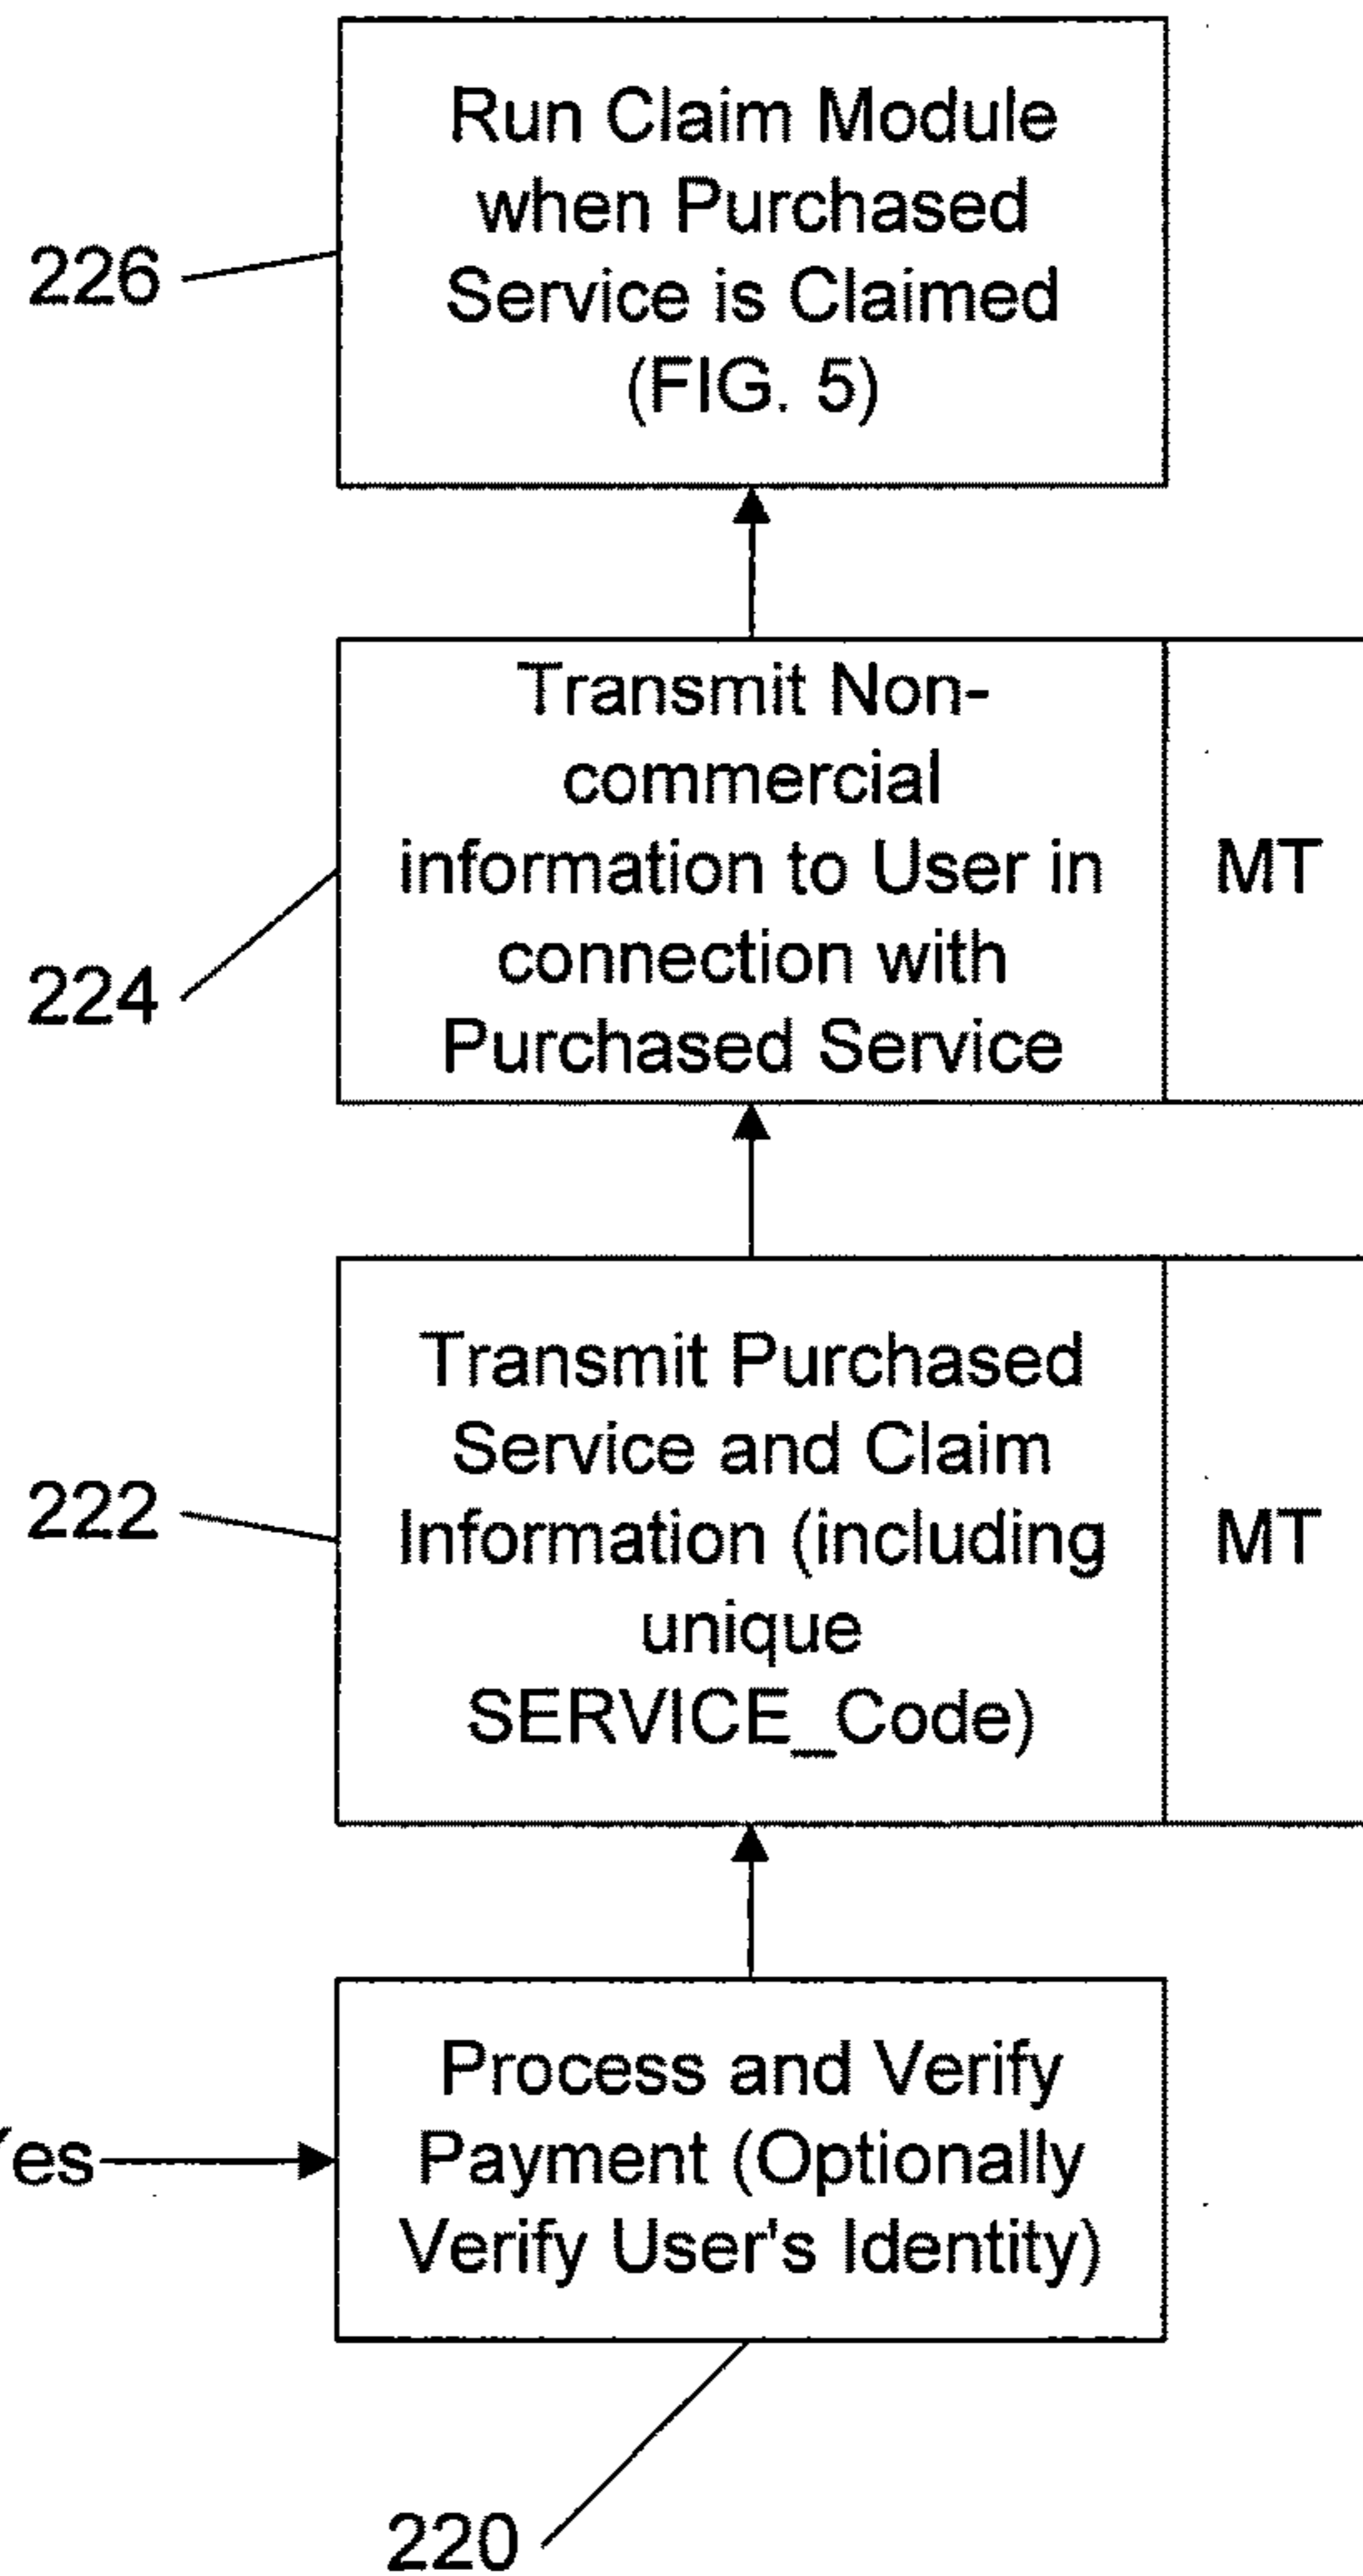 Run Claim Module
when Purchased
Service is Claimed
(FIG. 5)
226
Transmit Non-
commercial
information to User in
connection with
Purchased Service
MT
224
Transmit Purchased
Service and Claim
Information (including
unique
SERVICE_Code)
MT
222
Process and Verify
Payment (Optionally
Verify User's Identity)
Yes
220